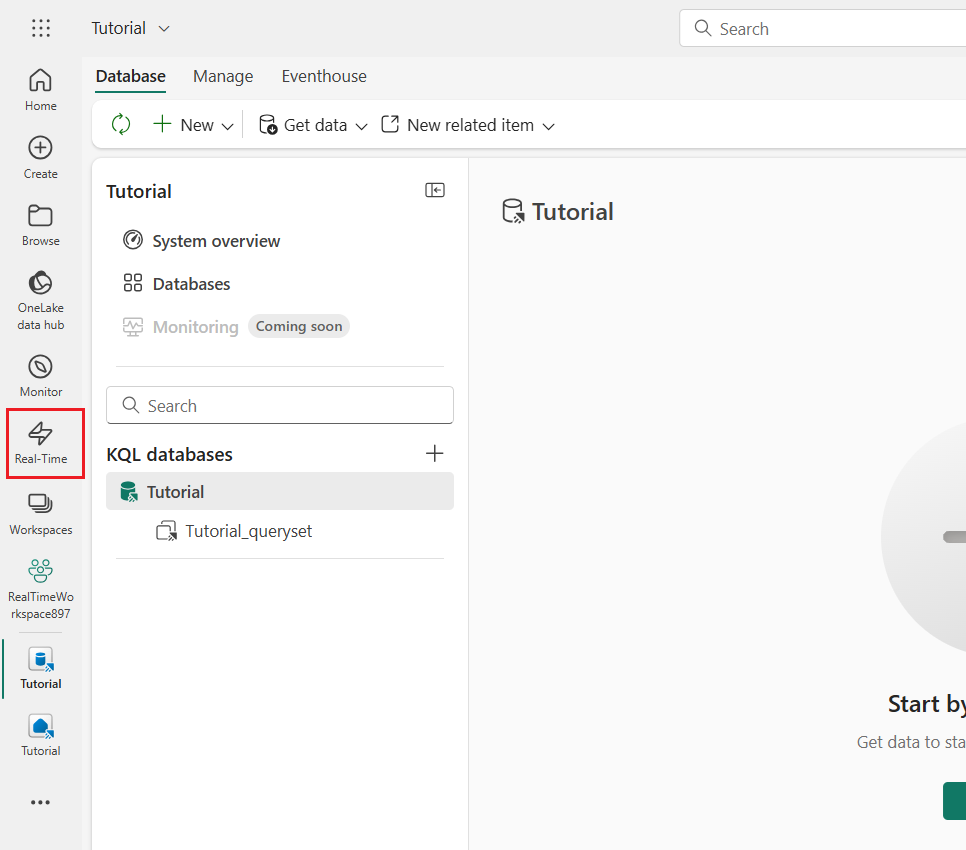 Tutorial
Search
Home
Create
Browse
OneLake
data hub
Monitor
Real-Time
Workspaces
RealTimeWo
rkspace897
Tutorial
Tutorial
Database Manage Eventhouse
New Get data New related item
Tutorial
System overview
Databases
Monitoring Coming soon
Search
KQL databases
Tutorial
Tutorial_queryset
Tutorial
Start by
Get data to sta